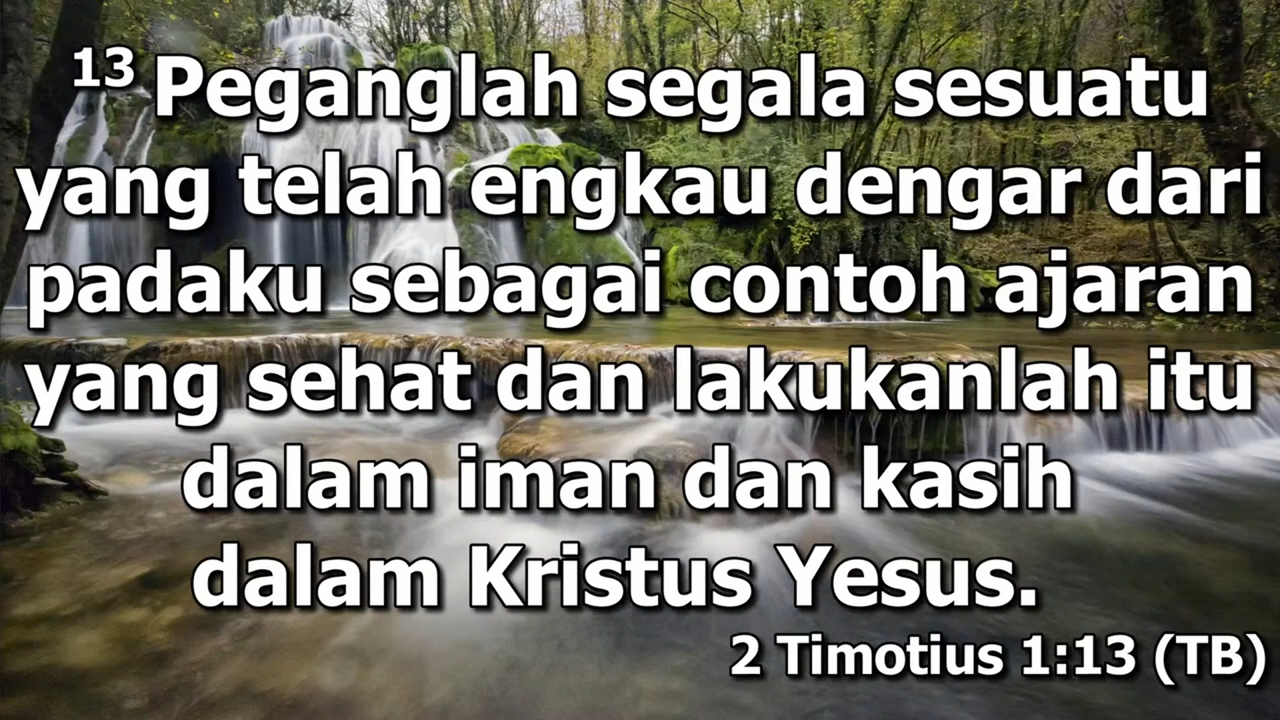 13 Peganglah segala sesuatu
yang telah engkau dengar dari
padaku sebagai contoh ajaran
yang sehat dan lakukanlah itu
dalam iman dan kasih
dalam Kristus Yesus.
2 Timotius 1:13 (TB)